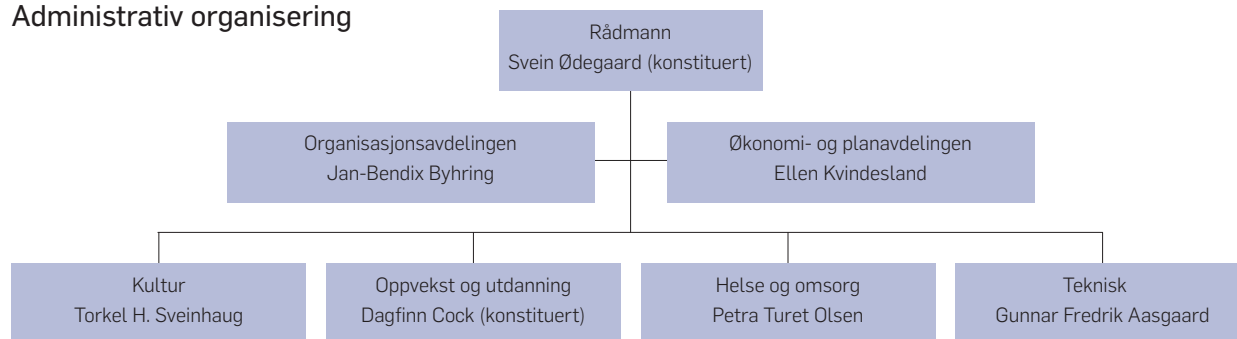 Administrativ organisering
Rådmann
Svein Ødegaard (konstituert)
Organisasjonsavdelingen
Jan-Bendix Byhring
Økonomi- og planavdelingen
Ellen Kvindesland
Kultur
Torkel H. Sveinhaug
Oppvekst og utdanning
Dagfinn Cock (konstituert)
Helse og omsorg
Petra Turet Olsen
Teknisk
Gunnar Fredrik Aasgaard